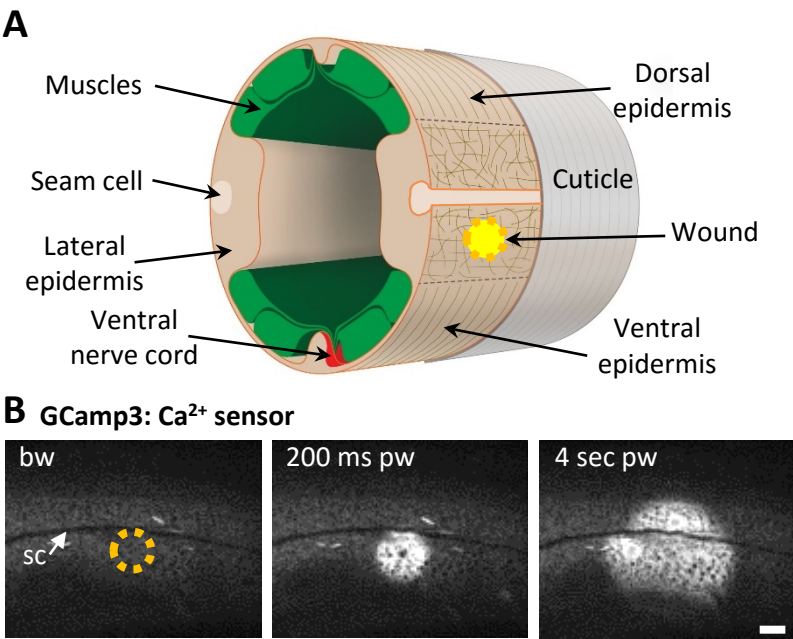 A
Muscles
Dorsal
epidermis
Seam cell
Cuticle
Wound
Lateral
epidermis
Ventral
nerve cord
Ventral
epidermis
B GCamp3: Ca²⁺ sensor
bw
200 ms pw
4 sec pw
sc